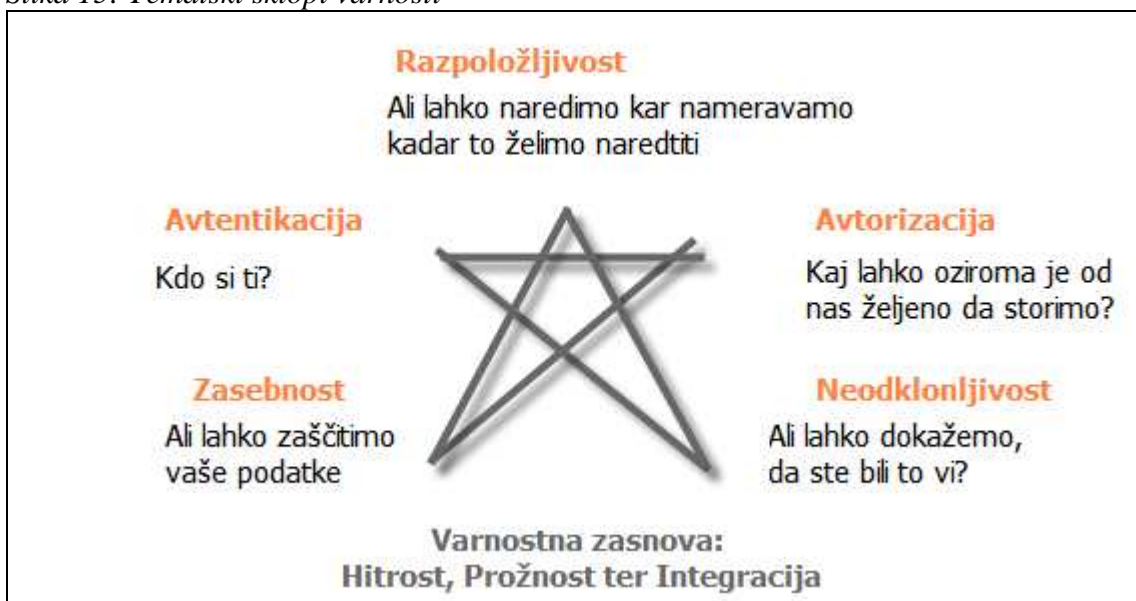 Slika 15: Tematski sklopi varnosti
Razpoložljivost
Ali lahko naredimo kar nameravamo
kadar to želimo naredtiti
Avtentikacija
Kdo si ti?
Avtorizacija
Kaj lahko oziroma je od
nas željeno da storimo?
Zasebnost
Ali lahko zaščitimo
vaše podatke
Neodklonljivost
Ali lahko dokažemo,
da ste bili to vi?
Varnostna zasnova:
Hitrost, Prožnost ter Integracija